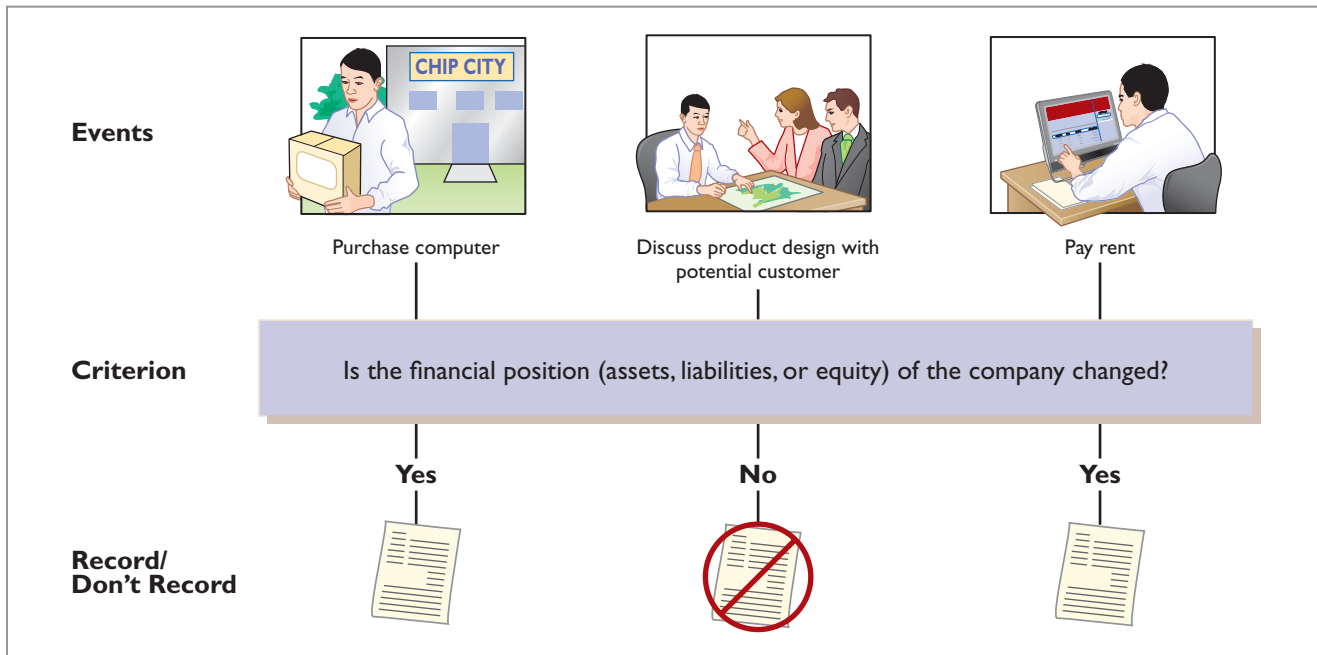 CHIP CITY
Events
Purchase computer
Discuss product design with
potential customer
Pay rent
Criterion
Is the financial position (assets, liabilities, or equity) of the company changed?
Yes
No
Yes
Record/
Don’t Record